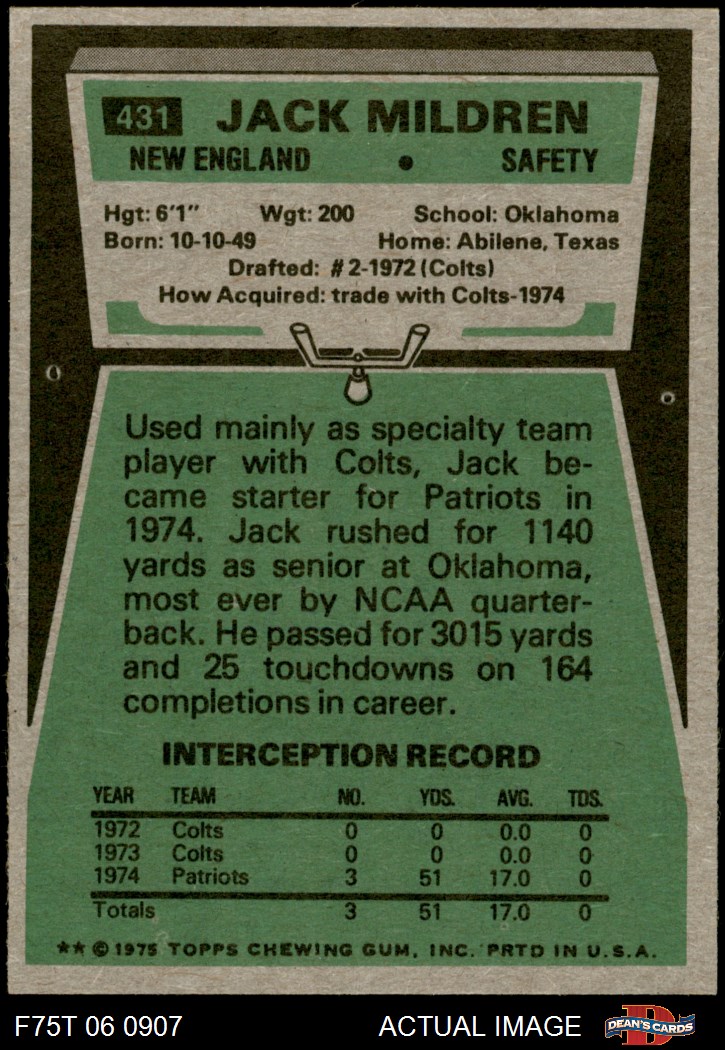 431 JACK MILDREN
NEW ENGLAND • SAFETY
Hgt: 6'1" Wgt: 200 School: Oklahoma
Born: 10-10-49 Home: Abilene, Texas
Drafted: #2-1972 (Colts)
How Acquired: trade with Colts-1974
Used mainly as specialty team
player with Colts, Jack be-
came starter for Patriots in
1974. Jack rushed for 1140
yards as senior at Oklahoma,
most ever by NCAA quarter-
back. He passed for 3015 yards
and 25 touchdowns on 164
completions in career.
INTERCEPTION RECORD
YEAR TEAM NO. YDS. AVG. TDS.
1972 Colts 0 0 0.0 0
1973 Colts 0 0 0.0 0
1974 Patriots 3 51 17.0 0
Totals 3 51 17.0 0
** © 1975 TOPPS CHEWING GUM, INC. PRTD IN U.S.A.
F75T 06 0907 ACTUAL IMAGE DEAN'S CARDS